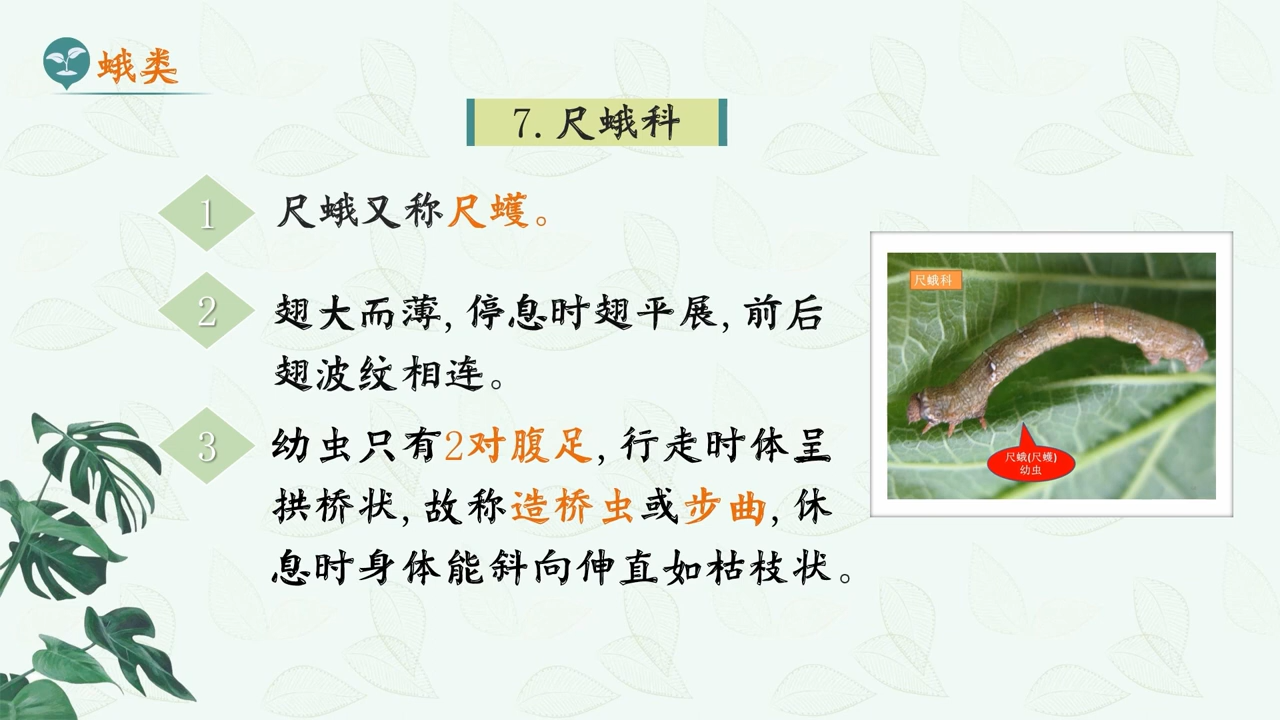 蛾类
7.尺蛾科
1
尺蛾又称尺蠖。
2
翅大而薄,停息时翅平展,前后
翅波纹相连。
3
幼虫只有2对腹足,行走时体呈
拱桥状,故称造桥虫或步曲,休
息时身体能斜向伸直如枯枝状。
尺蛾科
尺蛾(尺蠖)
幼虫